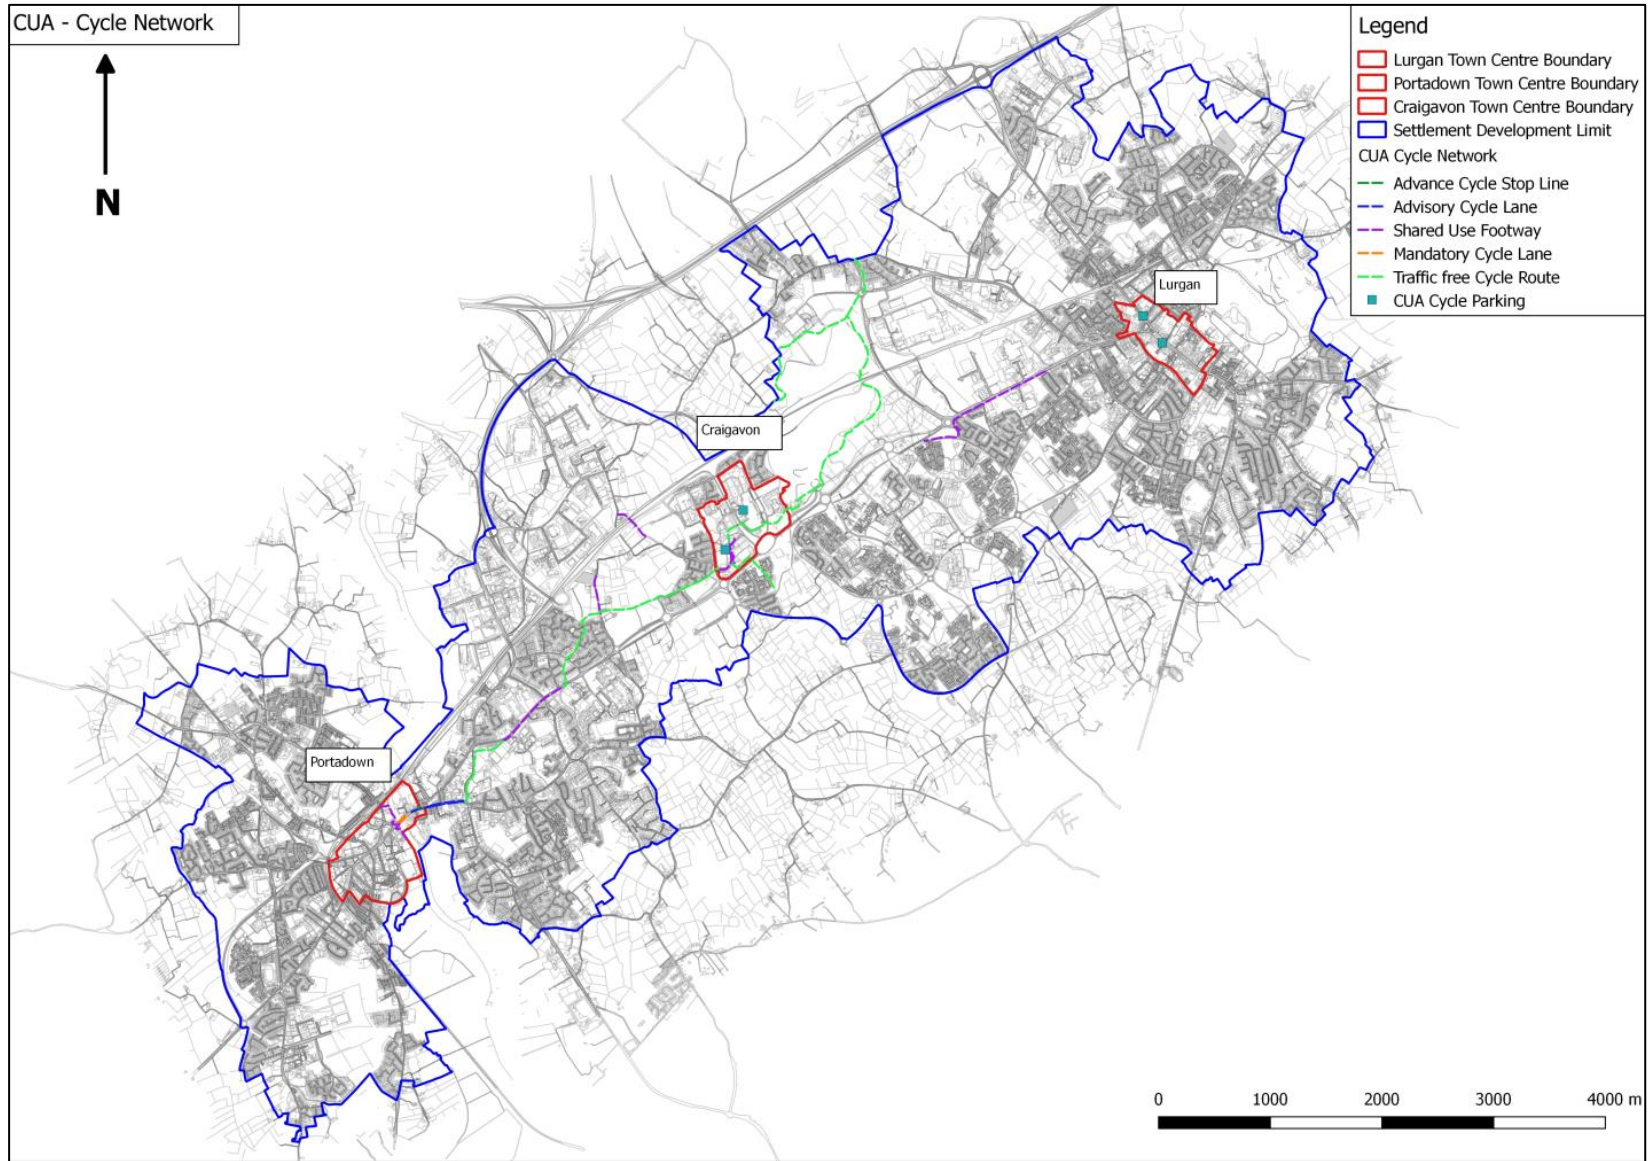 CUA - Cycle Network
N
Legend
Lurgan Town Centre Boundary
Portadown Town Centre Boundary
Craigavon Town Centre Boundary
Settlement Development Limit
CUA Cycle Network
Advance Cycle Stop Line
Advisory Cycle Lane
Shared Use Footway
Mandatory Cycle Lane
Traffic free Cycle Route
CUA Cycle Parking
Lurgan
Craigavon
Portadown
0 1000 2000 3000 4000 m